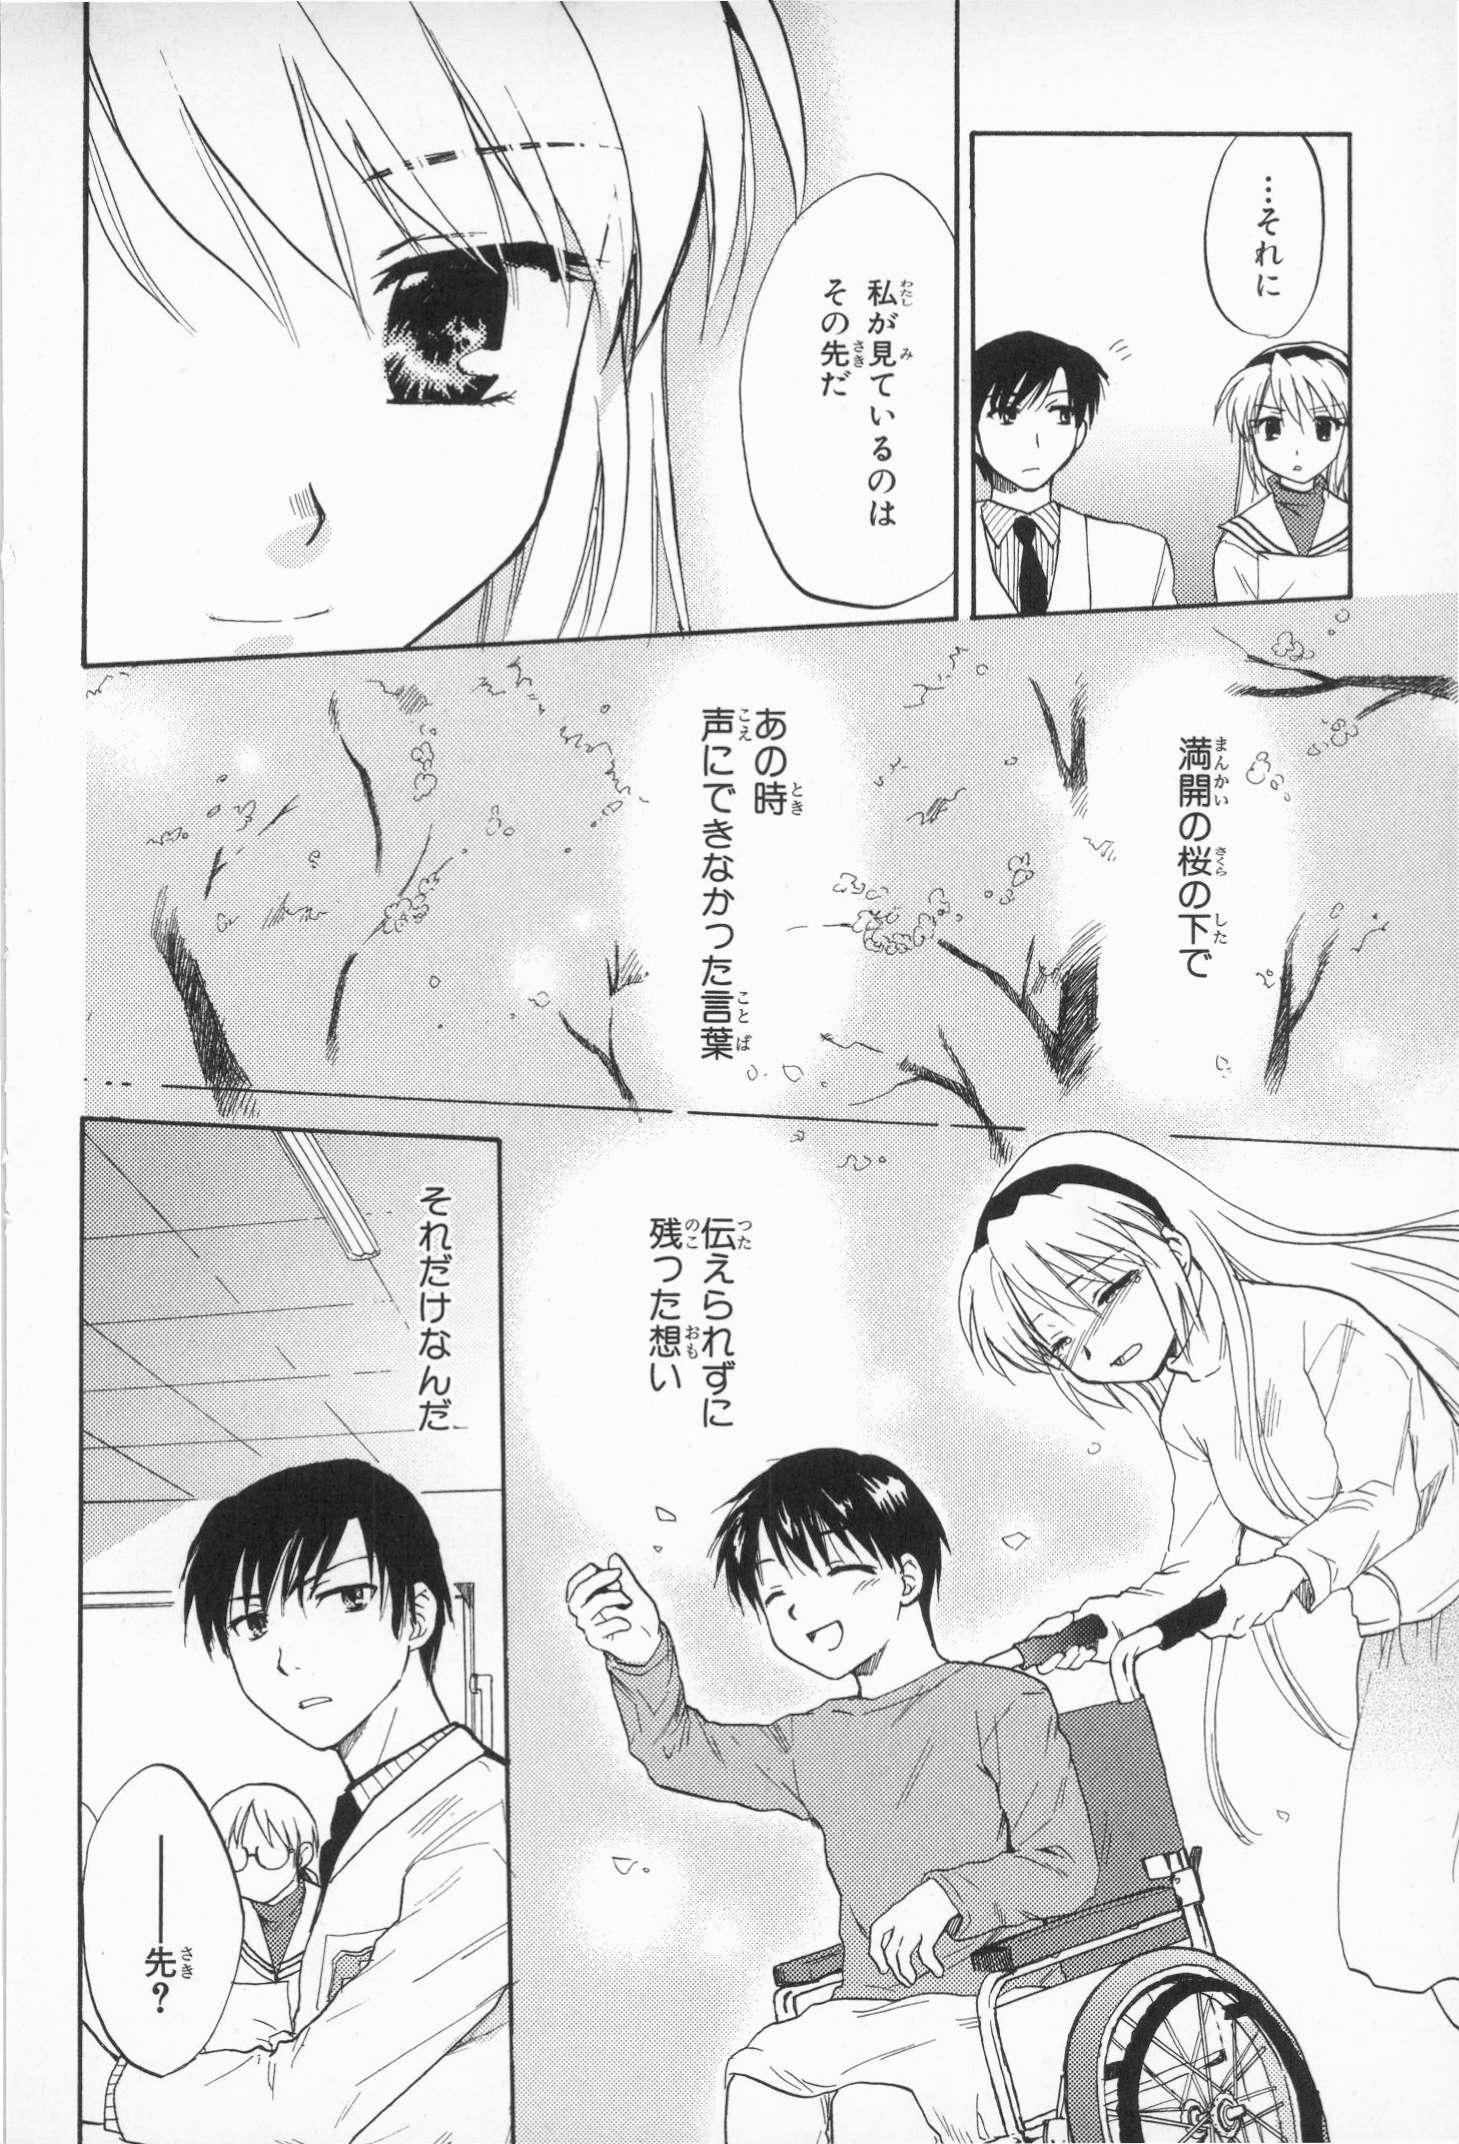 …それに
私が見ているのは
その先だ
満開の桜の下で
あの時
声にできなかった言葉
伝えられずに
残った想い
それだけなんだ
――先?